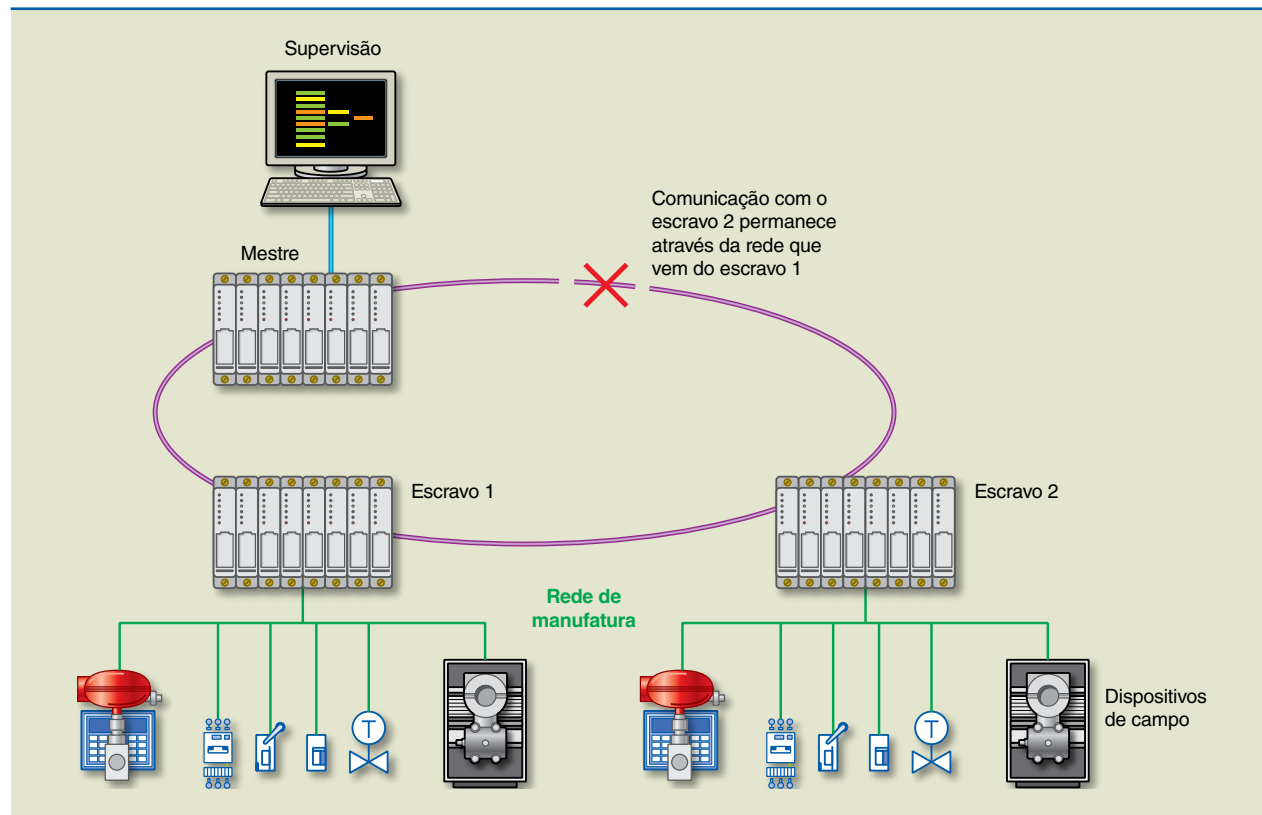 Supervisão
Comunicação com o
escravo 2 permanece
através da rede que
vem do escravo 1
Mestre
Escravo 1
Escravo 2
Rede de
manufatura
T
T
Dispositivos
de campo